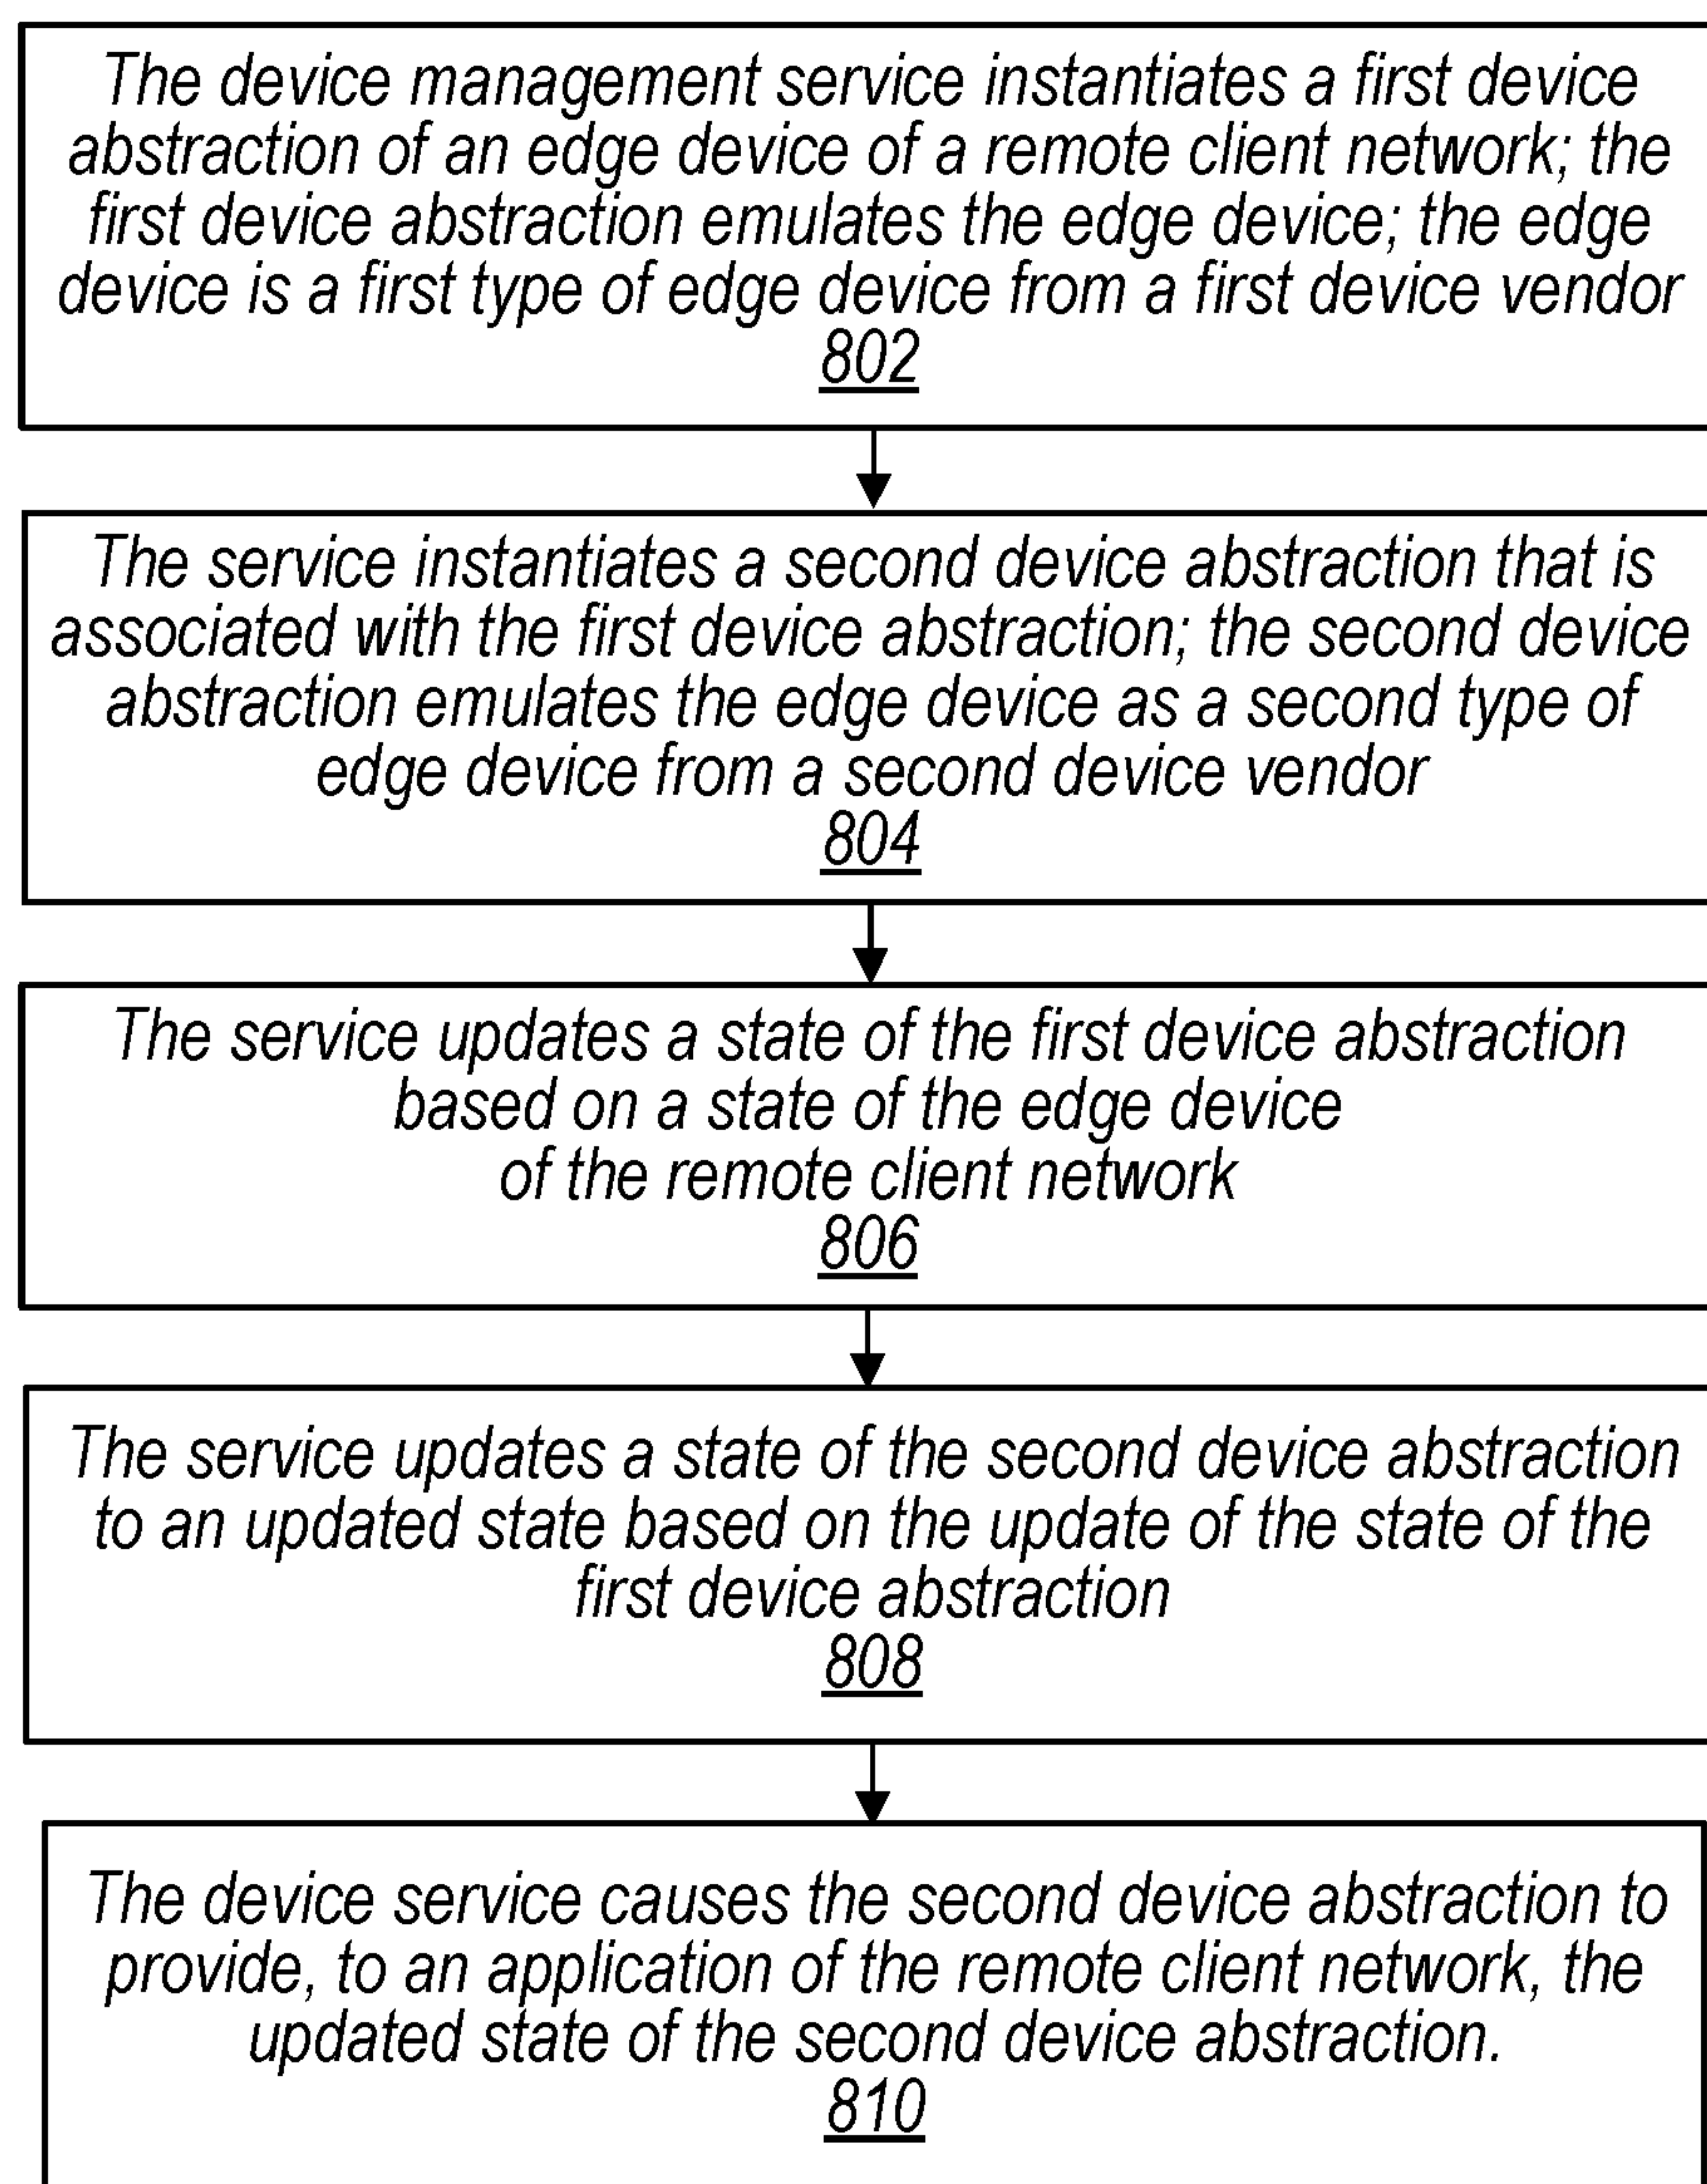 The device management service instantiates a first device
abstraction of an edge device of a remote client network; the
first device abstraction emulates the edge device; the edge
device is a first type of edge device from a first device vendor
802
The service instantiates a second device abstraction that is
associated with the first device abstraction; the second device
abstraction emulates the edge device as a second type of
edge device from a second device vendor
804
The service updates a state of the first device abstraction
based on a state of the edge device
of the remote client network
806
The service updates a state of the second device abstraction
to an updated state based on the update of the state of the
first device abstraction
808
The device service causes the second device abstraction to
provide, to an application of the remote client network, the
updated state of the second device abstraction.
810